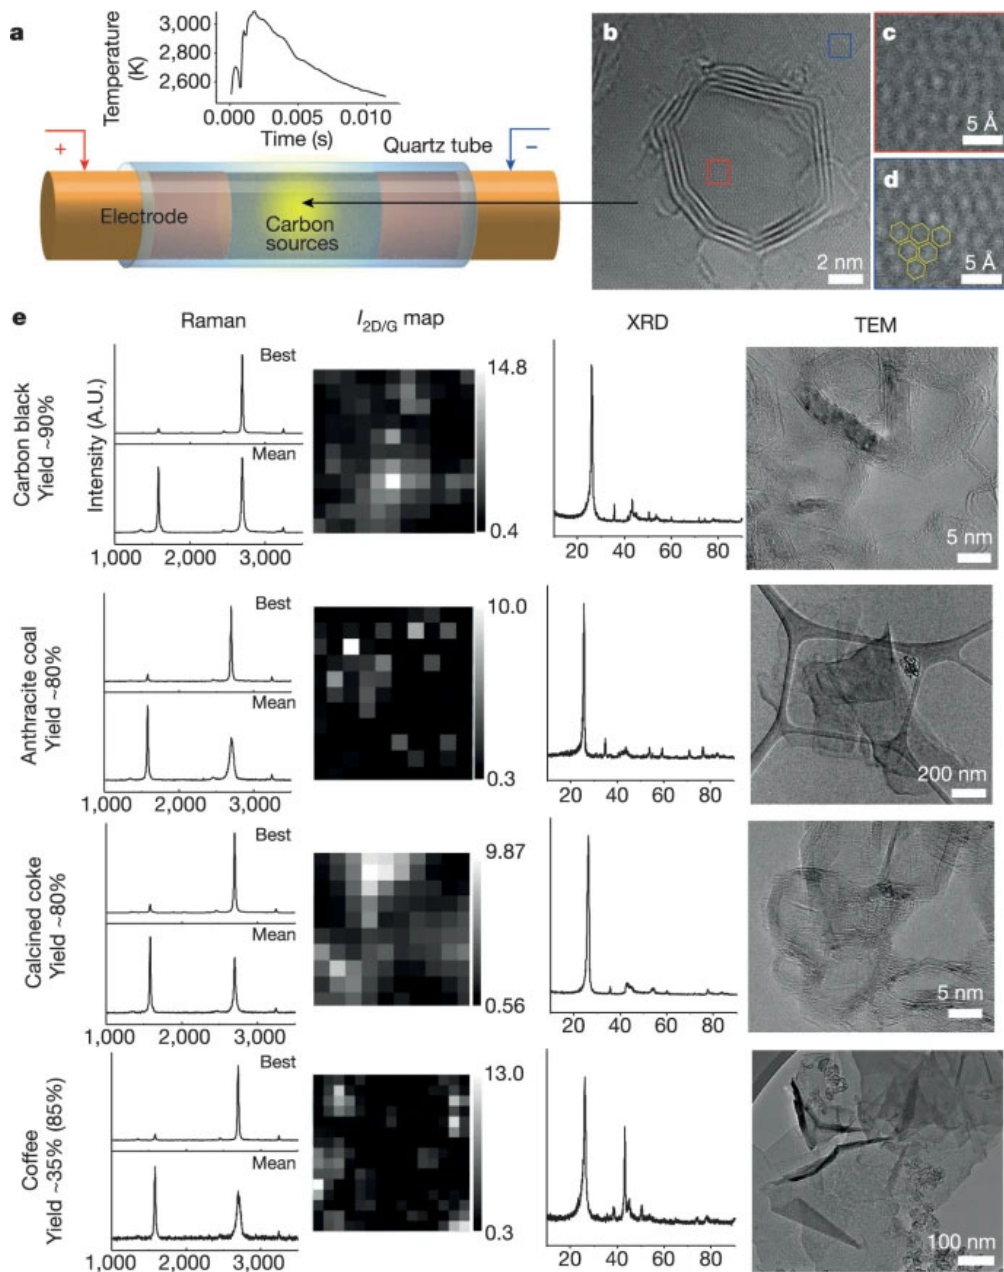 a
Temperature
(K)
3,000
2,800
2,600
0.000
0.005
0.010
Time (s)
+
Quartz tube
−
Electrode
Carbon
sources
b
2 nm
c
5 Å
d
5 Å
e
Raman
I2D/G map
XRD
TEM
Carbon black
Yield ~90%
Intensity (A.U.)
Best
Mean
1,000 2,000 3,000
14.8
0.4
20 40 60 80
5 nm
Anthracite coal
Yield ~80%
Best
Mean
1,000 2,000 3,000
10.0
0.3
20 40 60 80
200 nm
Calcined coke
Yield ~80%
Best
Mean
1,000 2,000 3,000
9.87
0.56
20 40 60 80
5 nm
Coffee
Yield ~35% (85%)
Best
Mean
1,000 2,000 3,000
13.0
0.3
20 40 60 80
100 nm